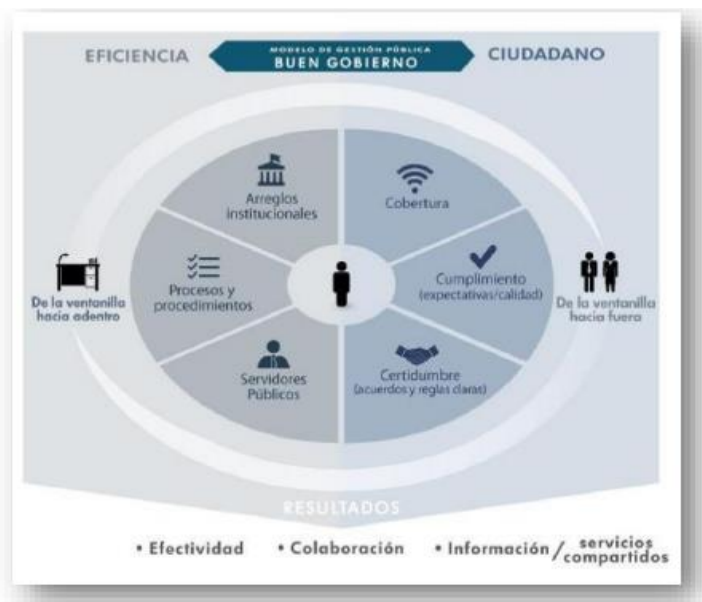 MODELO DE GESTIÓN PÚBLICA
EFICIENCIA
BUEN GOBIERNO
CIUDADANO
Arreglos
institucionales
Cobertura
Procesos y
procedimientos
Cumplimiento
(expectativas/calidad)
De la ventanilla
hacia adentro
De la ventanilla
hacia fuera
Servidores
Públicos
Certidumbre
(acuerdos y reglas claras)
RESULTADOS
• Efectividad • Colaboración • Información/servicios
compartidos